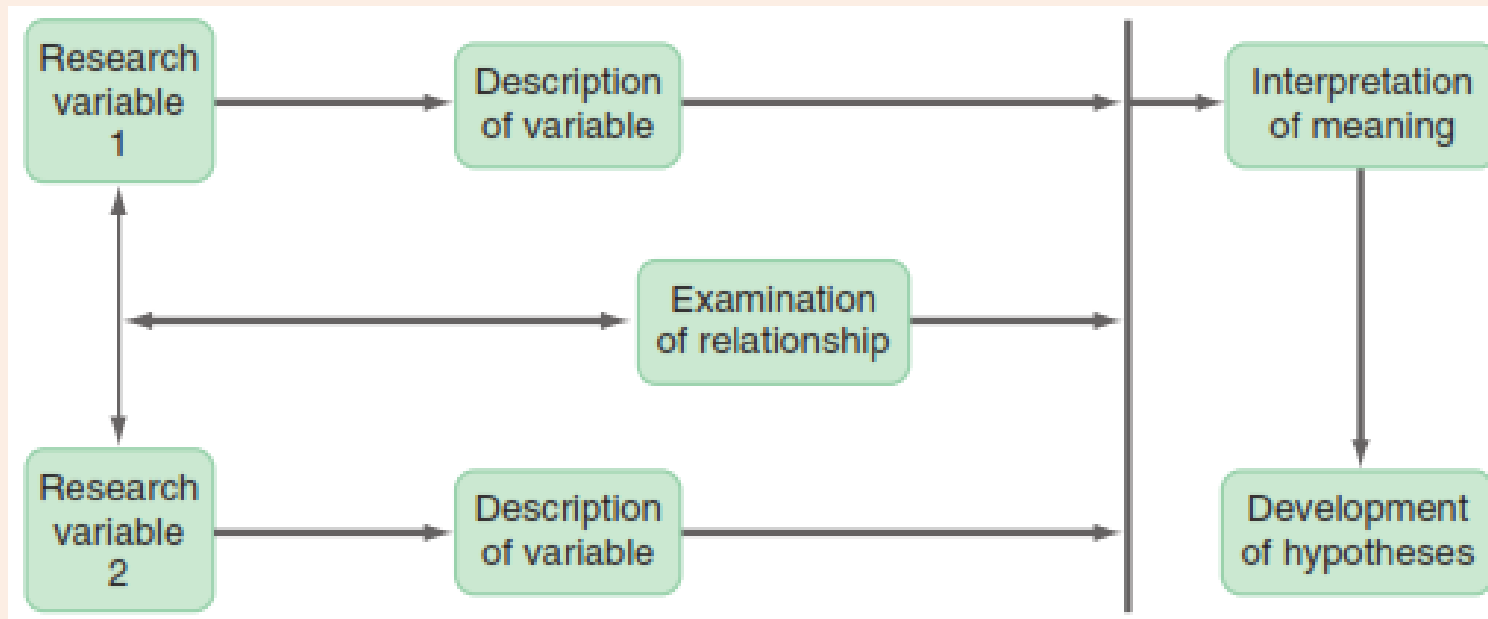 Research
variable
1
Description
of variable
Interpretation
of meaning
Examination
of relationship
Research
variable
2
Description
of variable
Development
of hypotheses